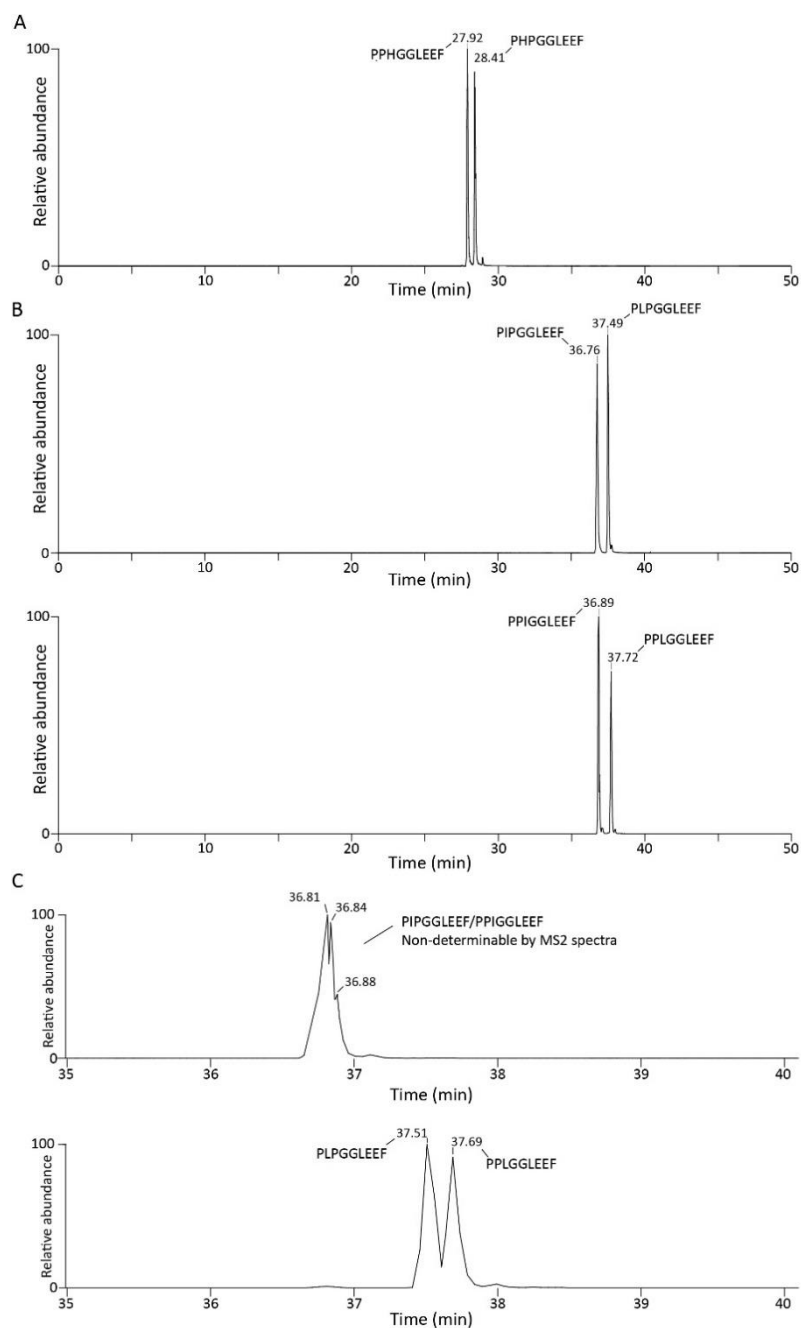 A
PPHGGLEEF 27.92 PHPGGLEEF
28.41
100
Relative abundance
0
0 10 20 30 40 50
Time (min)
B
PLPGGLEEF
37.49
PIPGGLEEF
36.76
100
Relative abundance
0
0 10 20 30 40 50
Time (min)
36.89
PPIGGLEEF
PPLGGLEEF
37.72
100
Relative abundance
0
0 10 20 30 40 50
Time (min)
C
36.81 36.84
PIPGGLEEF/PPIGGLEEF
Non-determinable by MS2 spectra
36.88
100
Relative abundance
0
35 36 37 38 39 40
Time (min)
37.51 37.69
PLPGGLEEF PPLGGLEEF
100
Relative abundance
0
35 36 37 38 39 40
Time (min)